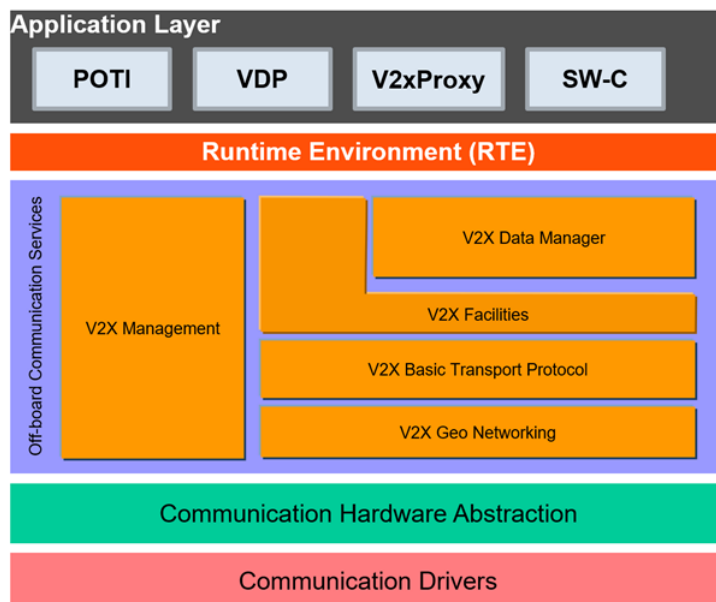 Application Layer
POTI
VDP
V2xProxy
SW-C
Runtime Environment (RTE)
Off-board Communication Services
V2X Management
V2X Data Manager
V2X Facilities
V2X Basic Transport Protocol
V2X Geo Networking
Communication Hardware Abstraction
Communication Drivers